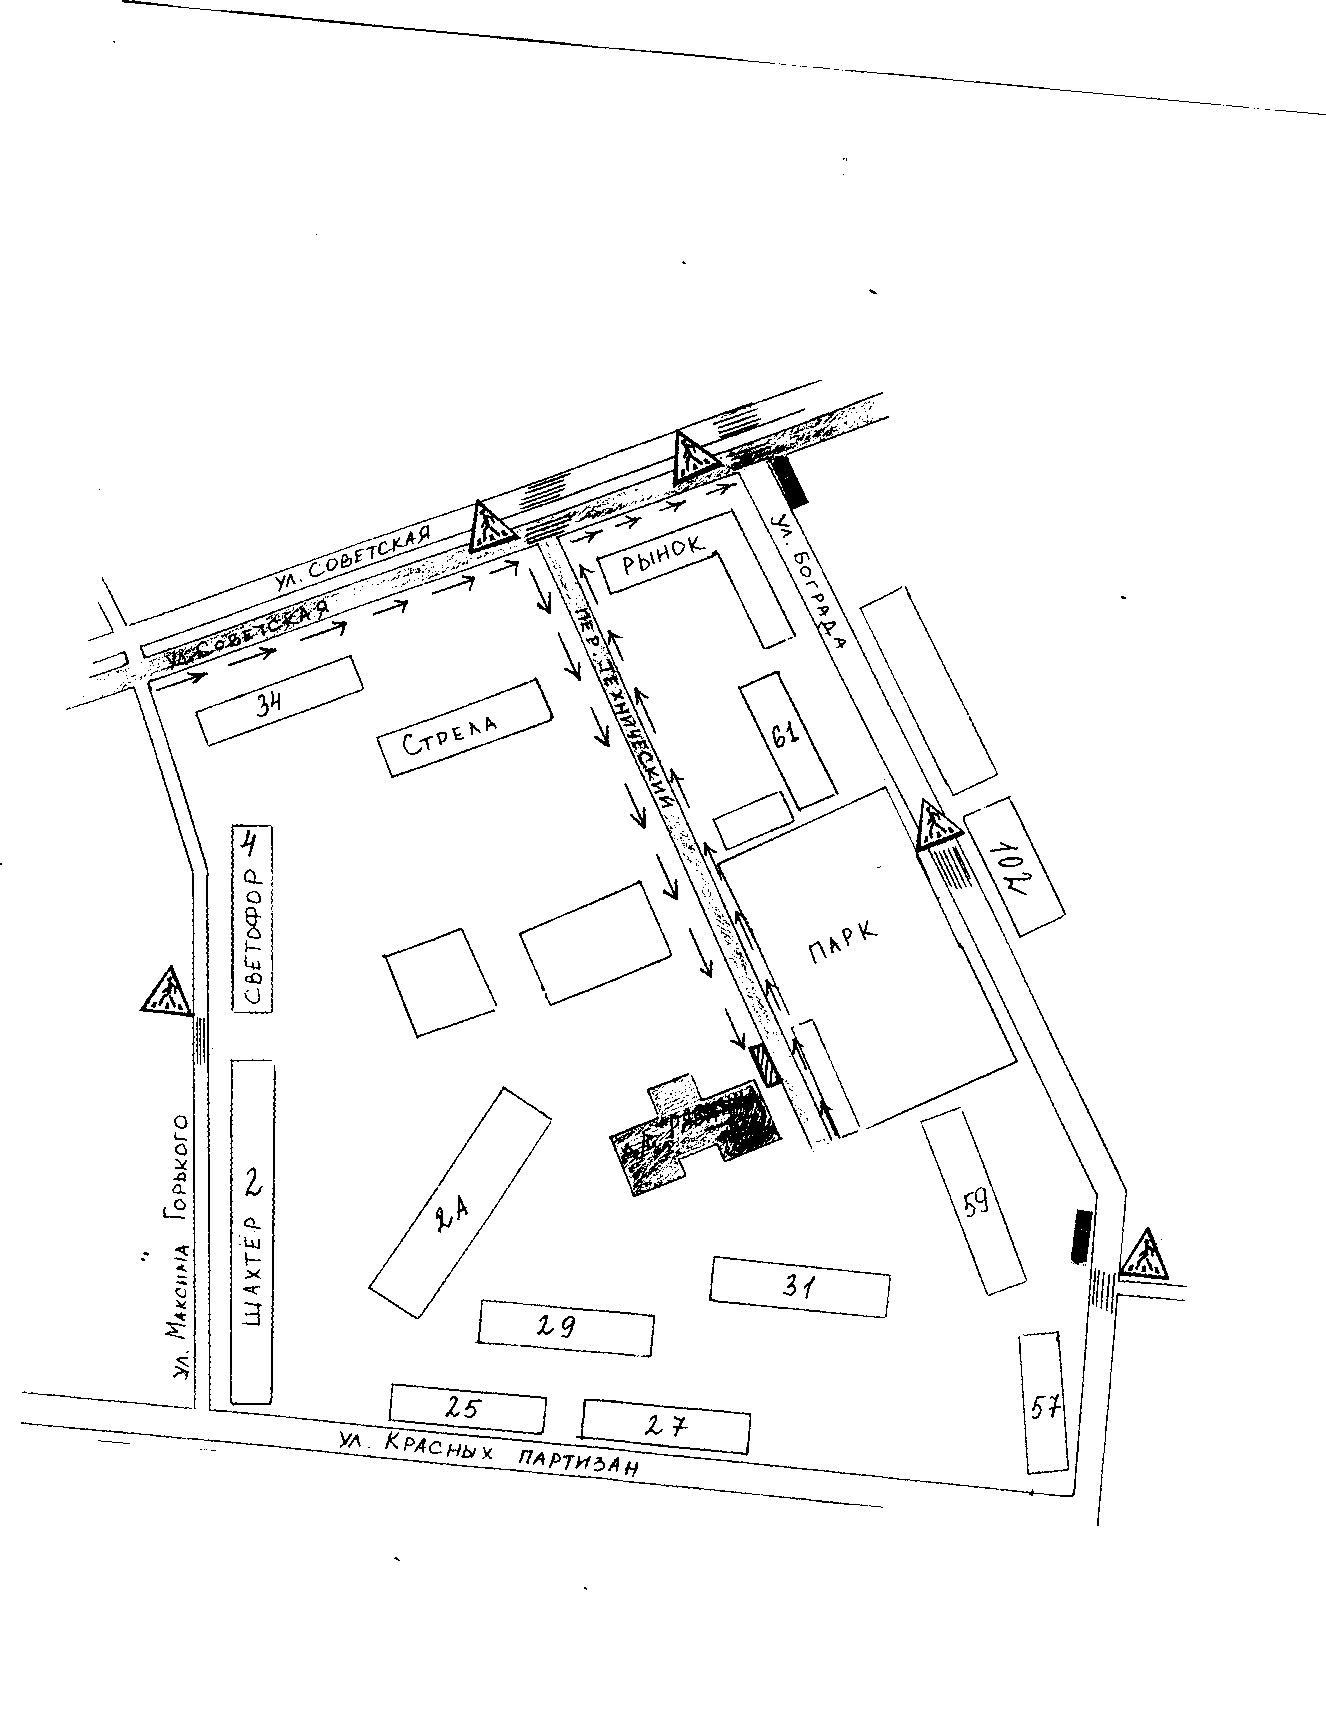 ул. Советская
ул. Советская
Рынок
ул. Бограда
пер. Технический
34
Стрела
61
4
Светофор
102
Парк
2
Шахтёр
ул. Максима Горького
2А
59
31
29
25
27
57
ул. Красных партизан